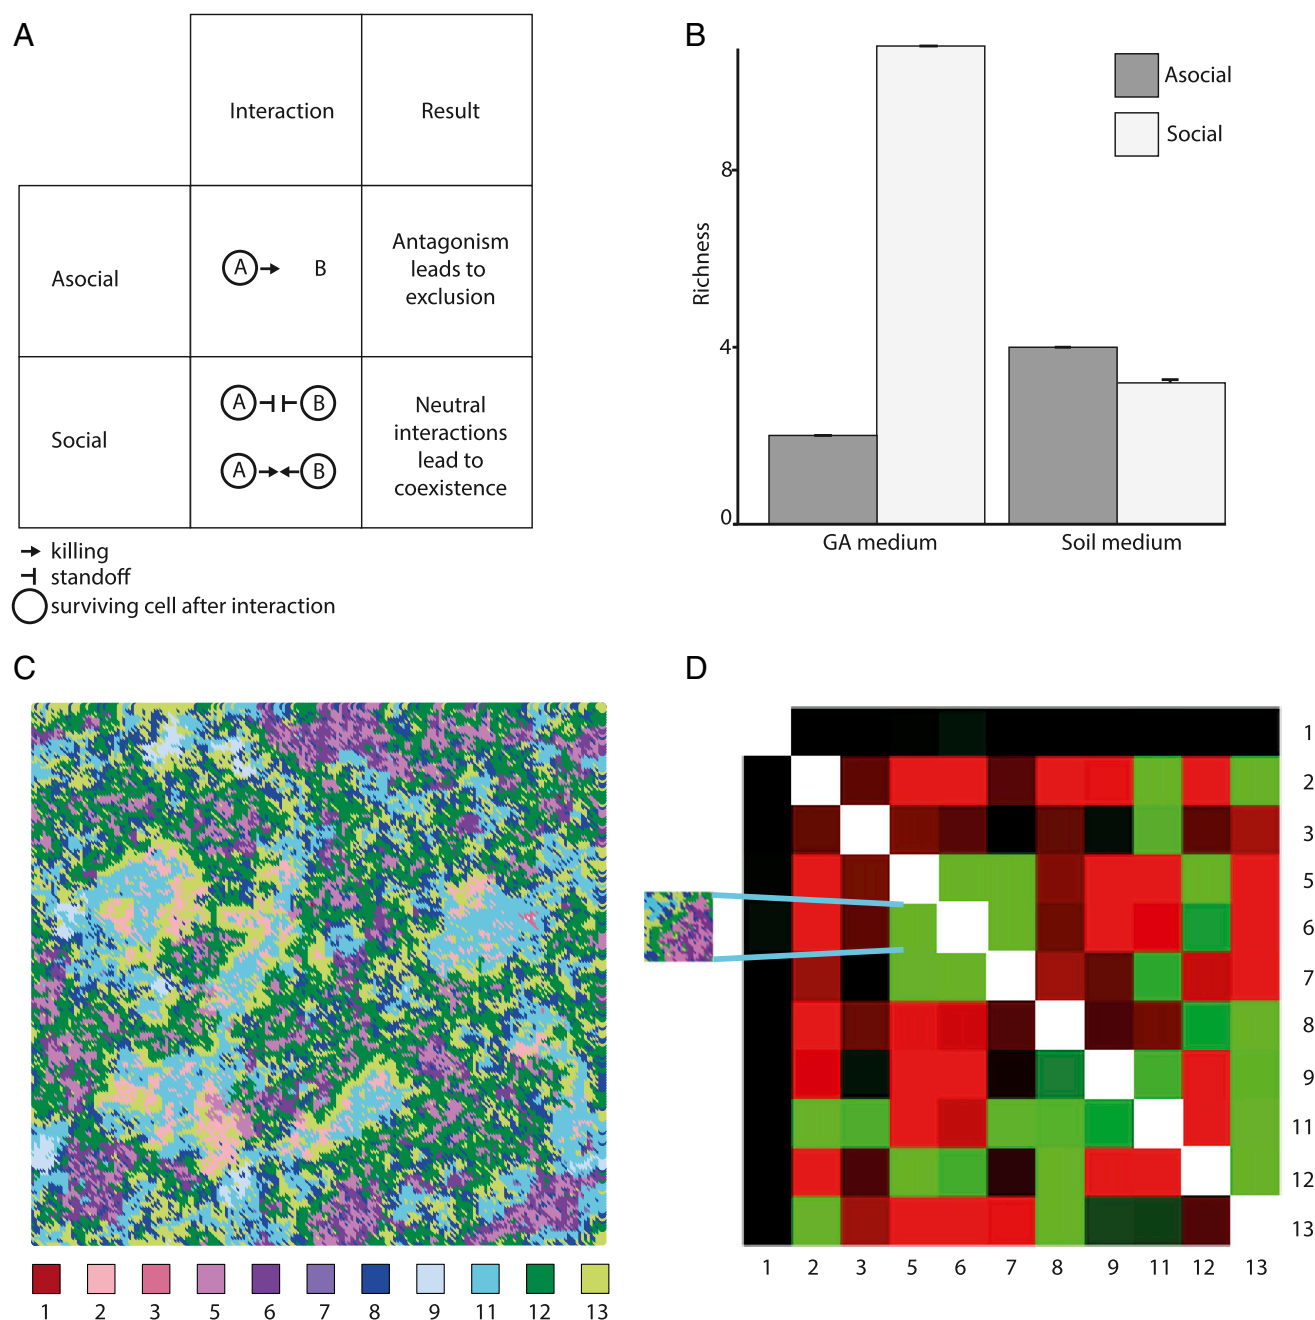 A
Interaction
Result
Asocial
A B
Antagonism
leads to
exclusion
Social
A B
A B
Neutral
interactions
lead to
coexistence
killing
standoff
surviving cell after interaction
B
Asocial
Social
Richness
8
4
0
GA medium
Soil medium
C
1 2 3 5 6 7 8 9 11 12 13
D
1
2
3
5
6
7
8
9
11
12
13
1 2 3 5 6 7 8 9 11 12 13